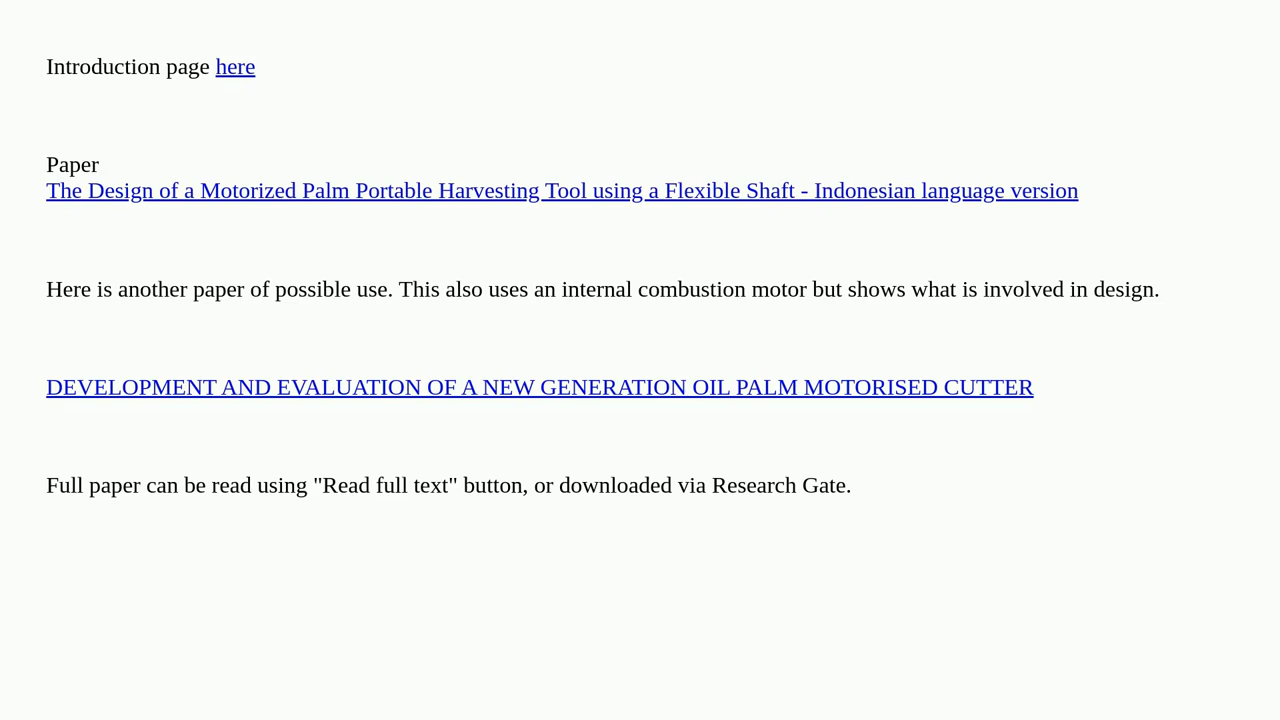 Introduction page here
Paper
The Design of a Motorized Palm Portable Harvesting Tool using a Flexible Shaft - Indonesian language version
Here is another paper of possible use. This also uses an internal combustion motor but shows what is involved in design.
DEVELOPMENT AND EVALUATION OF A NEW GENERATION OIL PALM MOTORISED CUTTER
Full paper can be read using "Read full text" button, or downloaded via Research Gate.